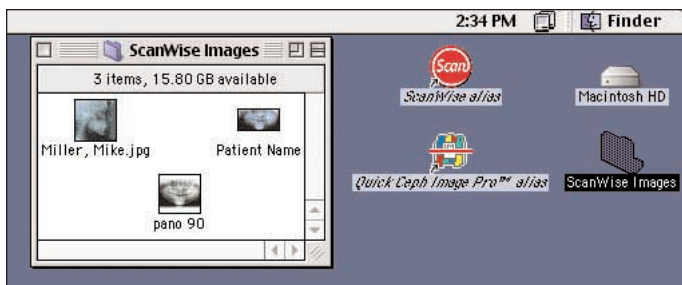 2:34 PM Finder
ScanWise Images
3 items, 15.80 GB available
Miller, Mike.jpg
Patient Name
pano 90
Scan
ScanWise alias
Macintosh HD
Quick Ceph Image Pro™ alias
ScanWise Images